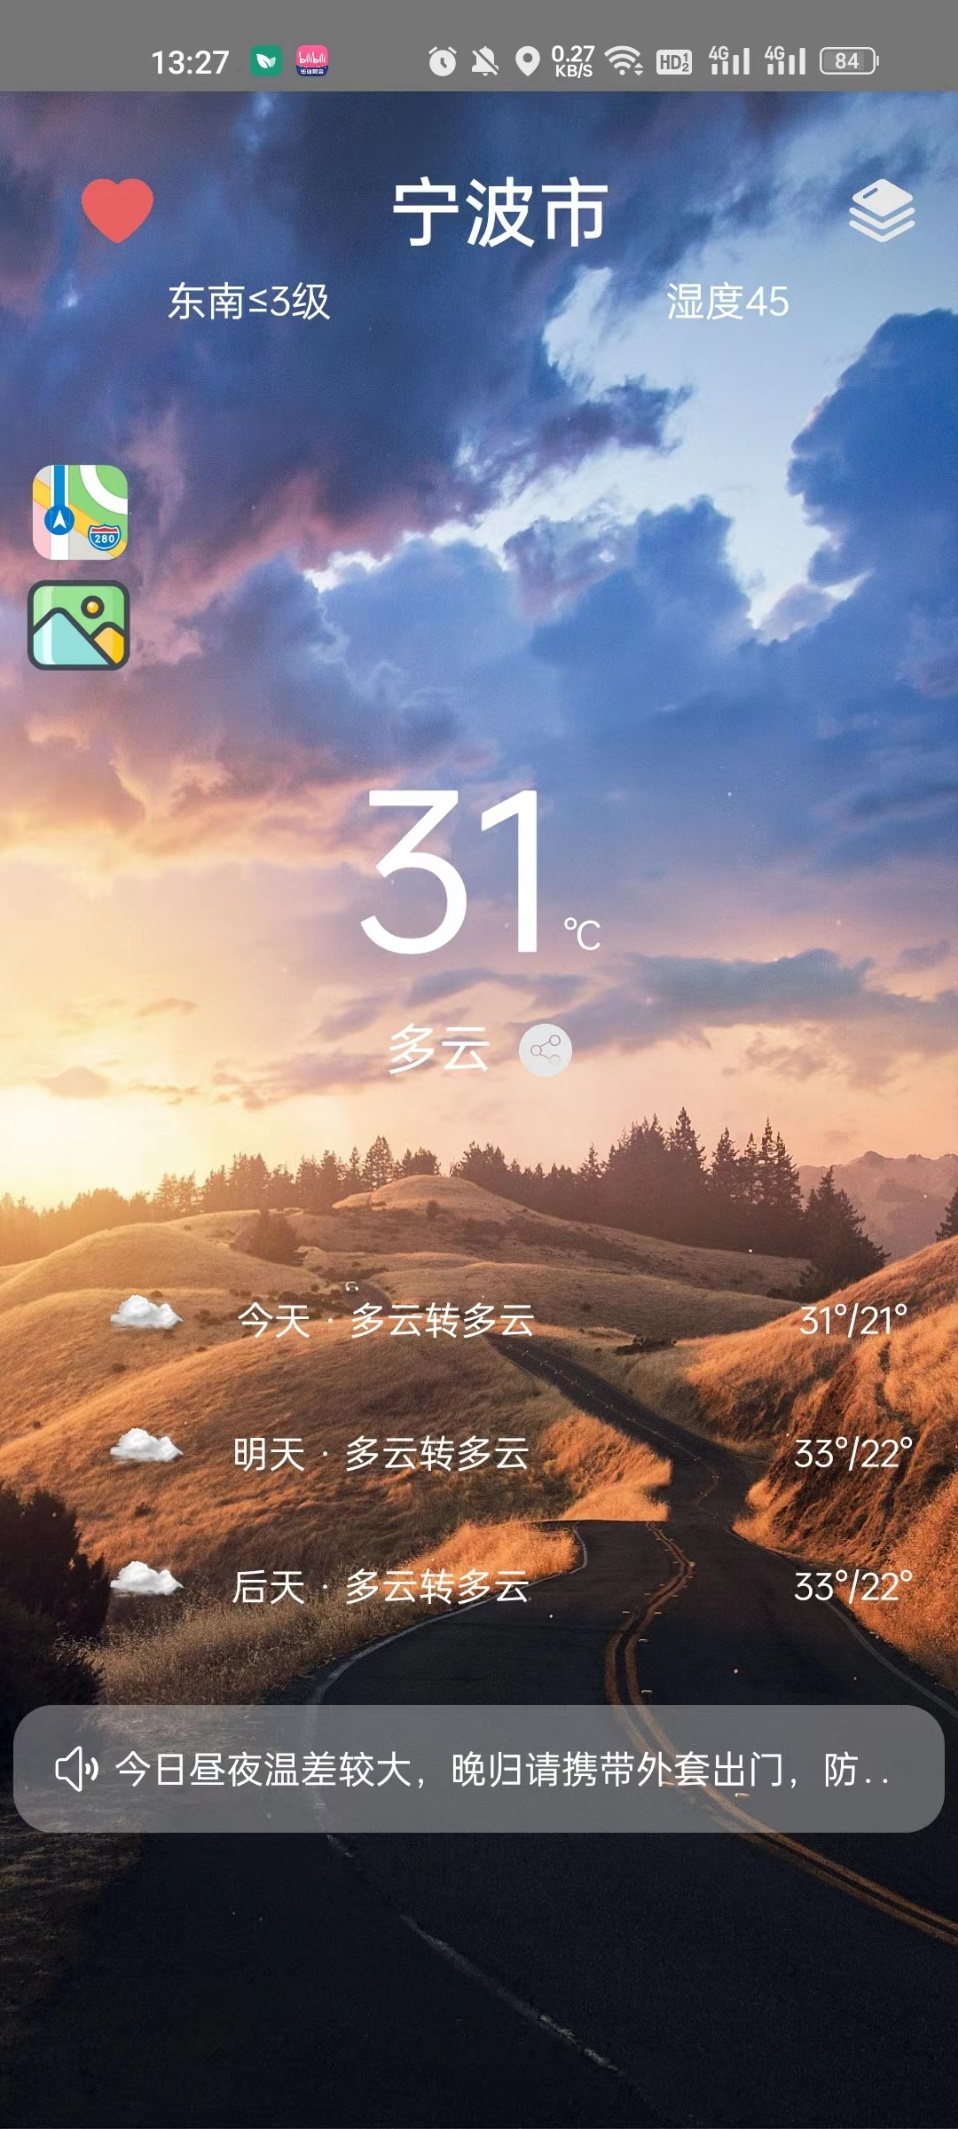 13:27
0.27
KB/S
HD
4G
4G
84
宁波市
东南≤3级
湿度45
280
31
℃
多云
今天 · 多云转多云
31°/21°
明天 · 多云转多云
33°/22°
后天 · 多云转多云
33°/22°
今日昼夜温差较大，晚归请携带外套出门，防..